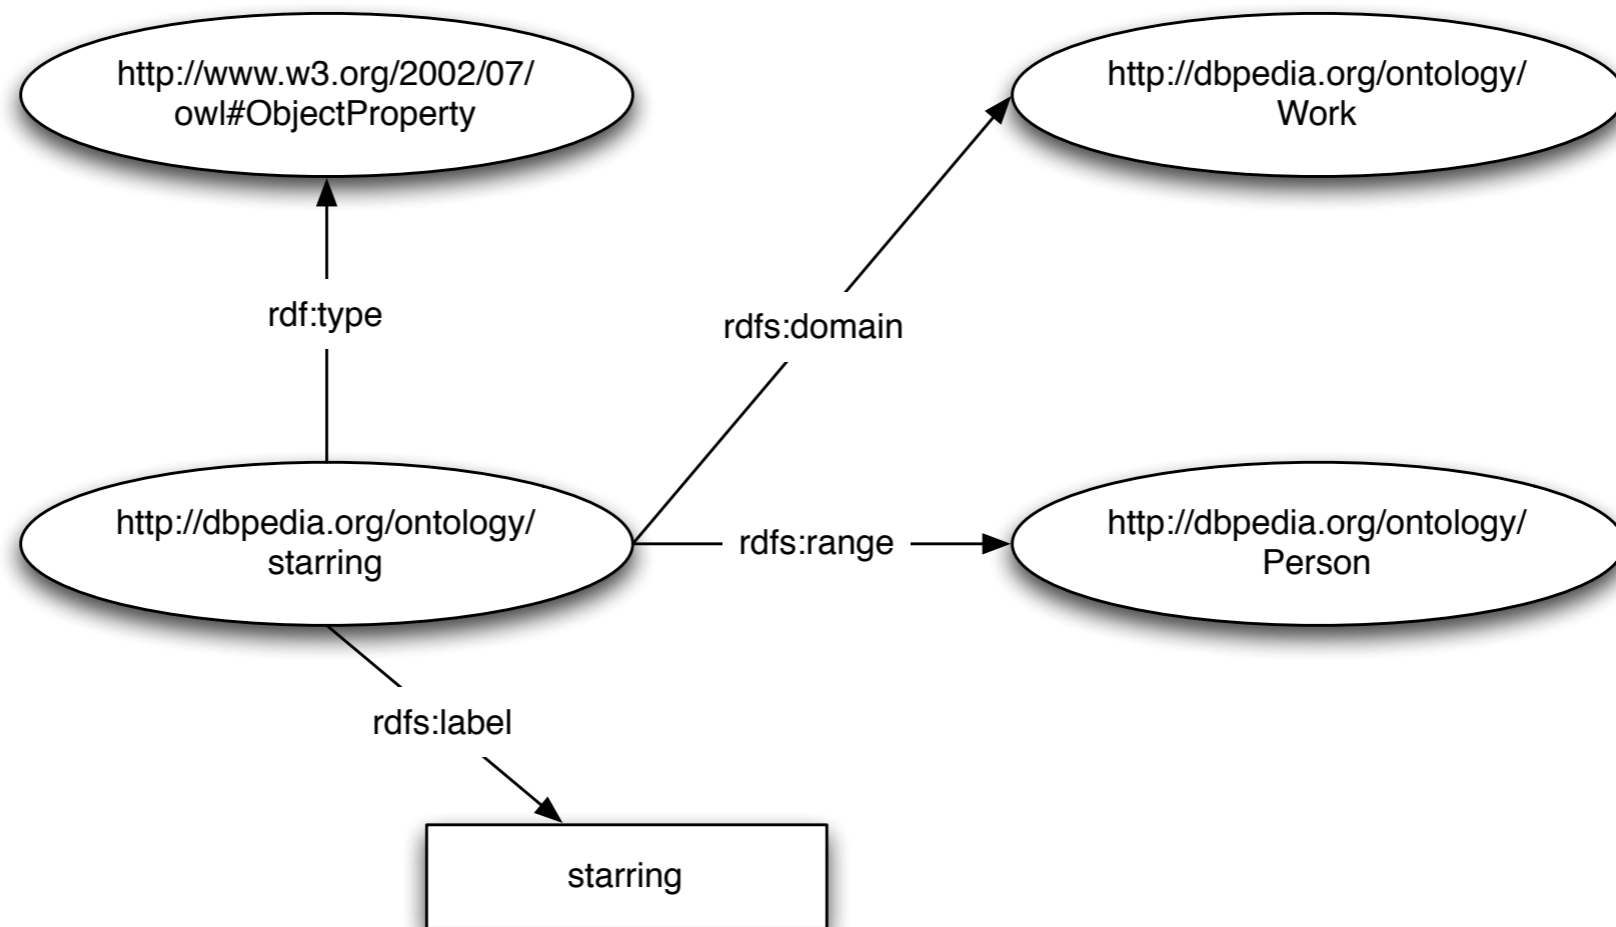 http://www.w3.org/2002/07/
owl#ObjectProperty
http://dbpedia.org/ontology/
Work
rdf:type
rdfs:domain
http://dbpedia.org/ontology/
starring
rdfs:range
http://dbpedia.org/ontology/
Person
rdfs:label
starring